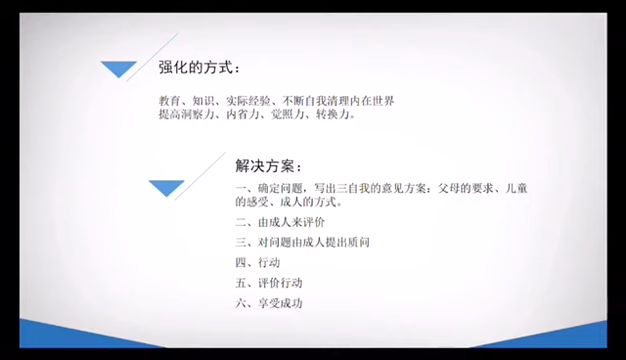 强化的方式：
教育、知识、实际经验、不断自我清理内在世界
提高洞察力、内省力、觉照力、转换力。
解决方案：
一、确定问题，写出三自我的意见方案：父母的要求、儿童
的感受、成人的方式。
二、由成人来评价
三、对问题由成人提出质问
四、行动
五、评价行动
六、享受成功